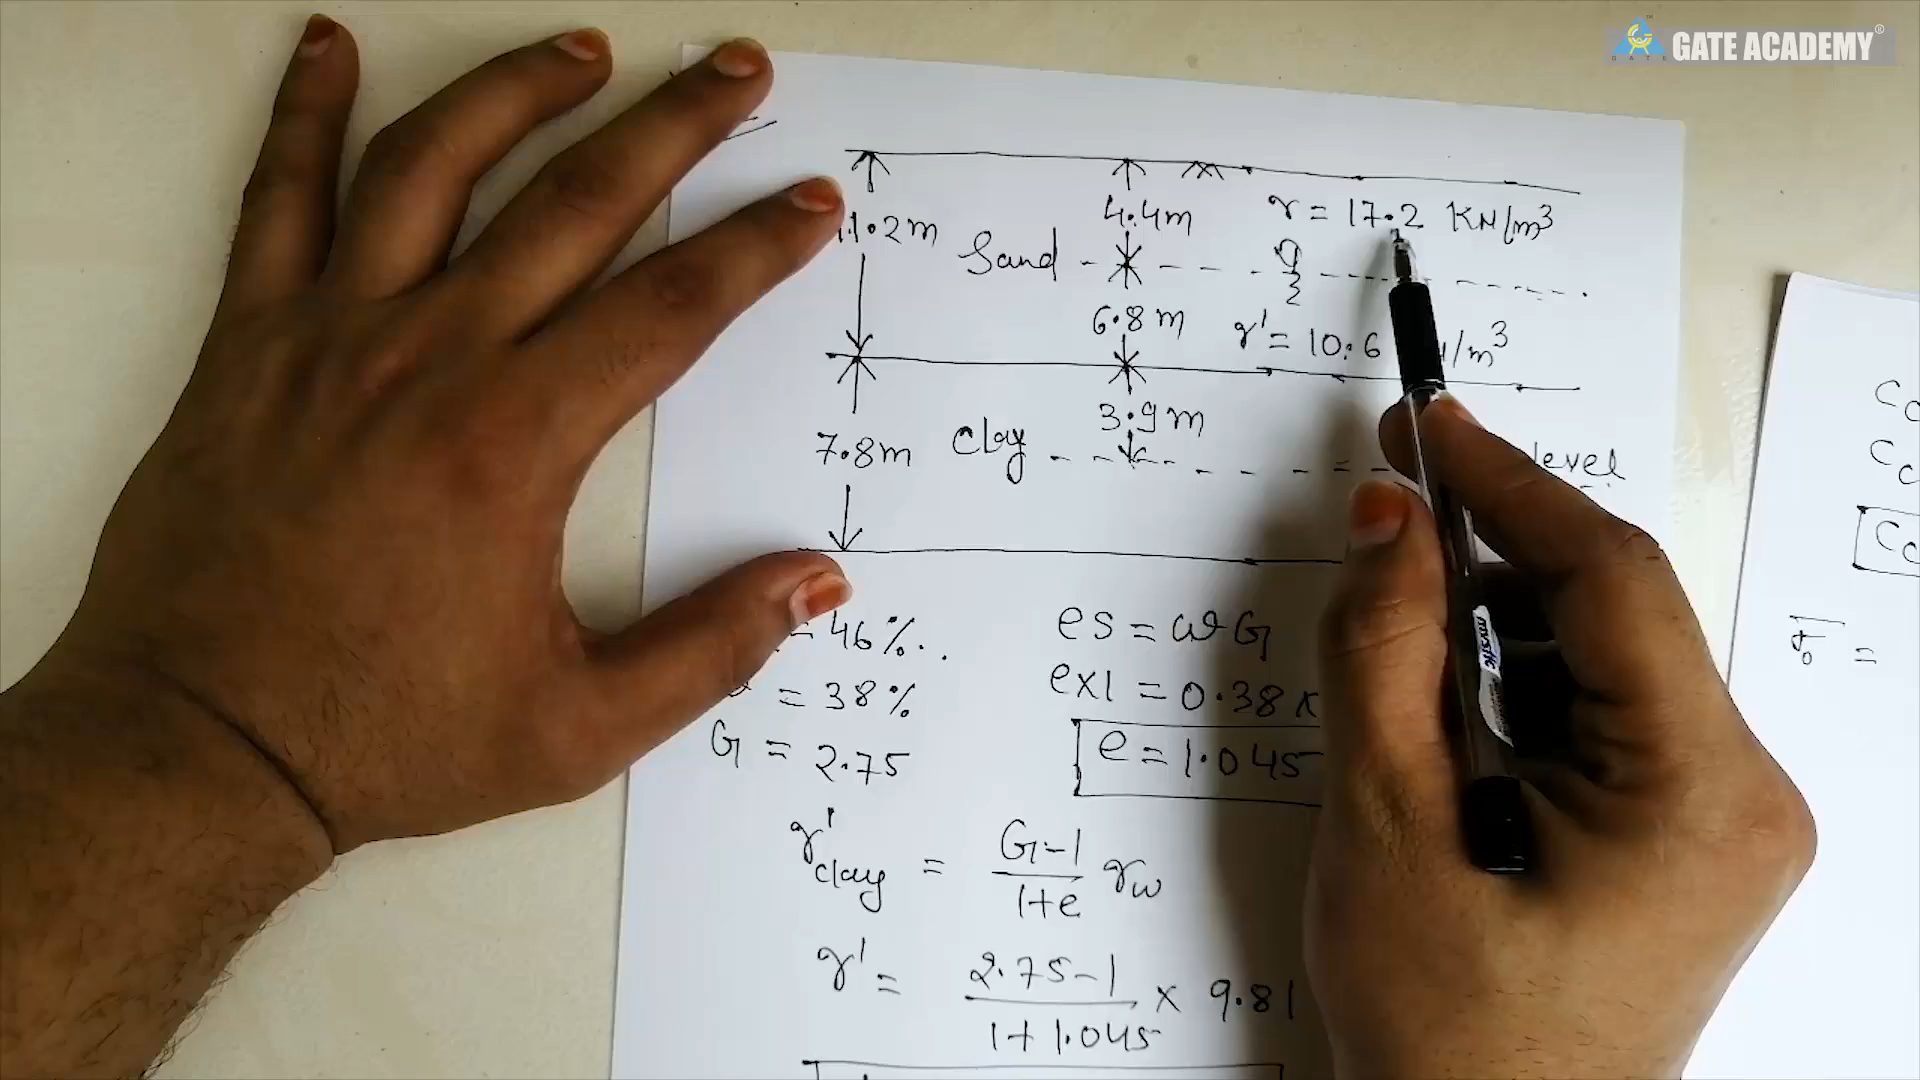 GATE ACADEMY
11.2m
4.4m
γ = 17.2 KN/m³
Sand
6.8m
γ' = 10.6
/m³
3.9m
7.8m
Clay
level
= 46%
= 38%
G = 2.75
es = wG
ex1 = 0.38x
e = 1.045
γ'clay = G-1 / 1+e γw
γ' = 2.75-1 / 1+1.045 x 9.81
σ̄₀ =